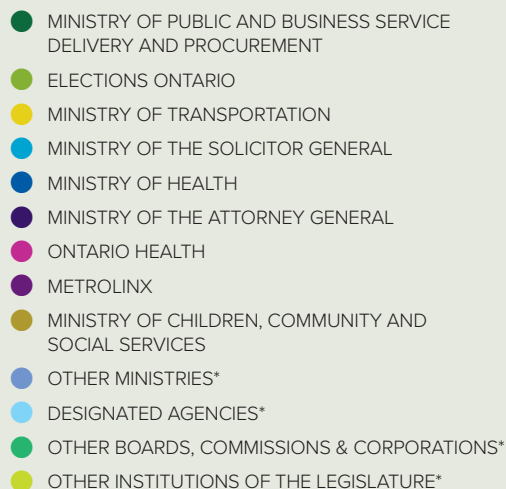 MINISTRY OF PUBLIC AND BUSINESS SERVICE
DELIVERY AND PROCUREMENT
ELECTIONS ONTARIO
MINISTRY OF TRANSPORTATION
MINISTRY OF THE SOLICITOR GENERAL
MINISTRY OF HEALTH
MINISTRY OF THE ATTORNEY GENERAL
ONTARIO HEALTH
METROLINX
MINISTRY OF CHILDREN, COMMUNITY AND
SOCIAL SERVICES
OTHER MINISTRIES*
DESIGNATED AGENCIES*
OTHER BOARDS, COMMISSIONS & CORPORATIONS*
OTHER INSTITUTIONS OF THE LEGISLATURE*